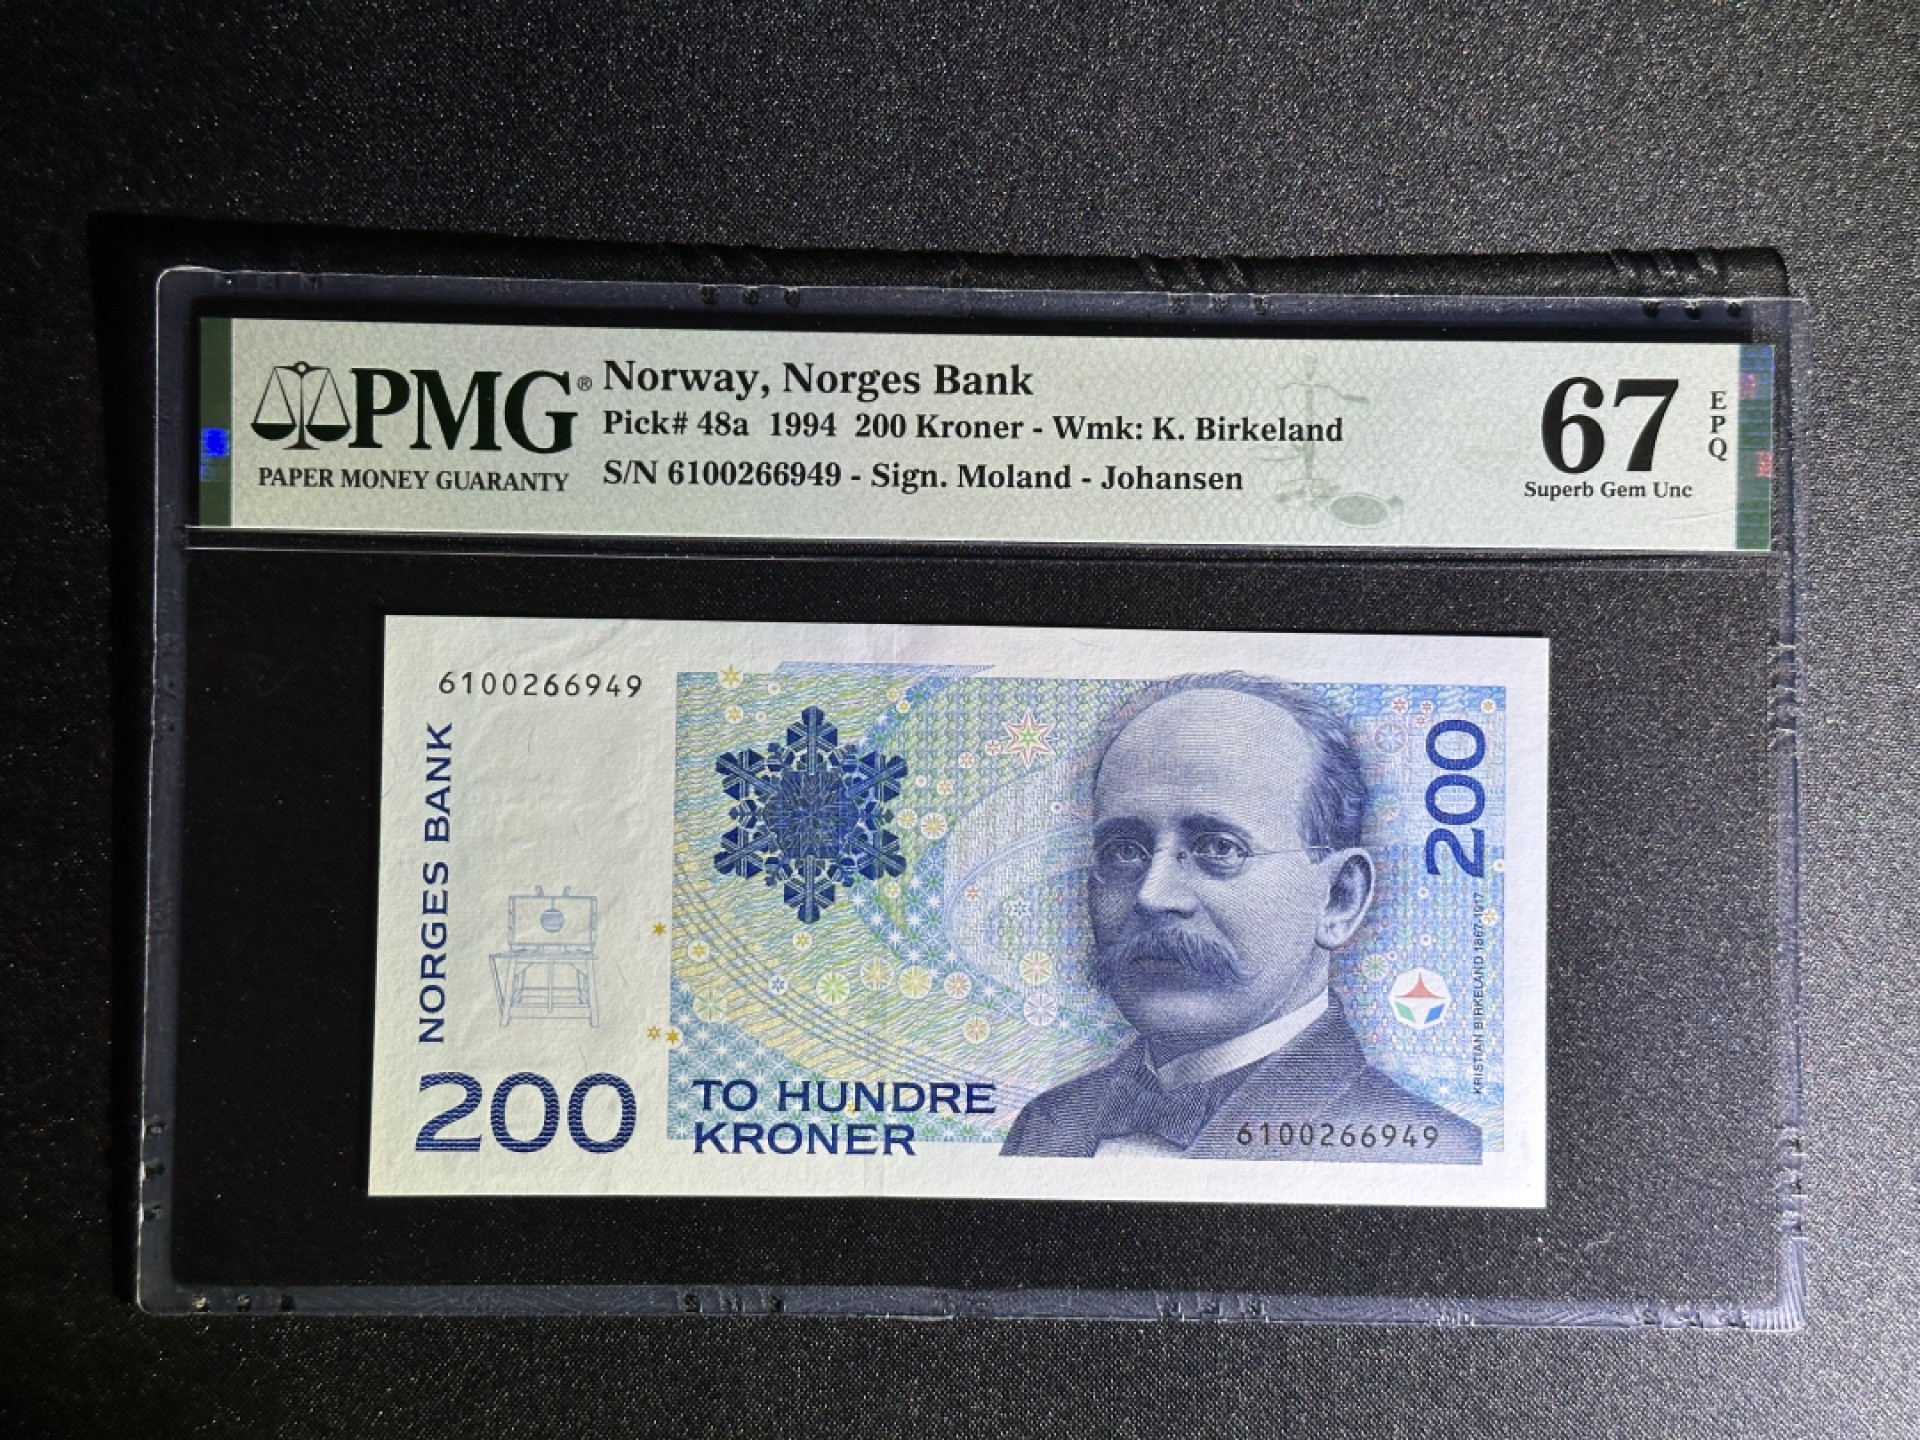 PMG®
PAPER MONEY GUARANTY
Norway, Norges Bank
Pick# 48a 1994 200 Kroner - Wmk: K. Birkeland
S/N 6100266949 - Sign. Moland - Johansen
67
EPQ
Superb Gem Unc
6100266949
NORGES BANK
200
TO HUNDRE
KRONER
200
KRISTIAN BIRKELAND 1867-1917
6100266949